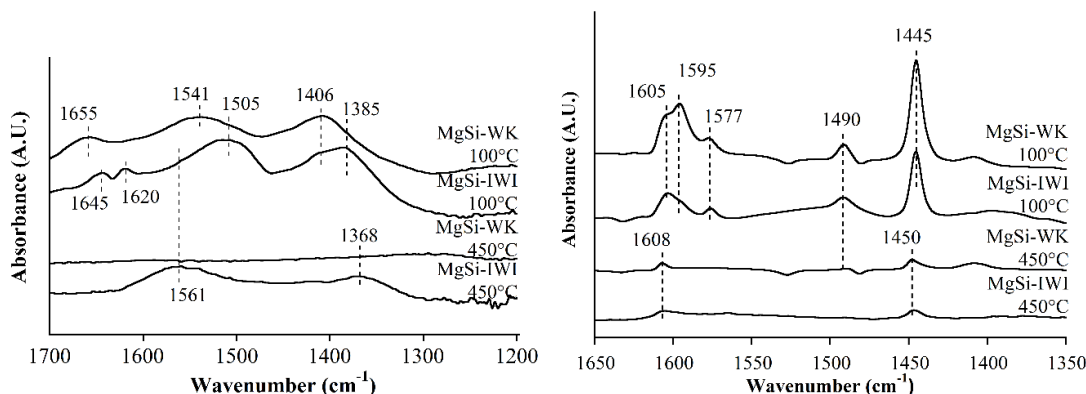 1655
1541
1505
1406
1385
MgSi-WK
100°C
1645
1620
MgSi-IWI
100°C
MgSi-WK
450°C
1368
MgSi-IWI
450°C
1561
Absorbance (A.U.)
1700 1600 1500 1400 1300 1200
Wavenumber (cm⁻¹)
1445
1605
1595
1577
1490
MgSi-WK
100°C
MgSi-IWI
100°C
1608
1450
MgSi-WK
450°C
MgSi-IWI
450°C
Absorbance (A.U.)
1650 1600 1550 1500 1450 1400 1350
Wavenumber (cm⁻¹)